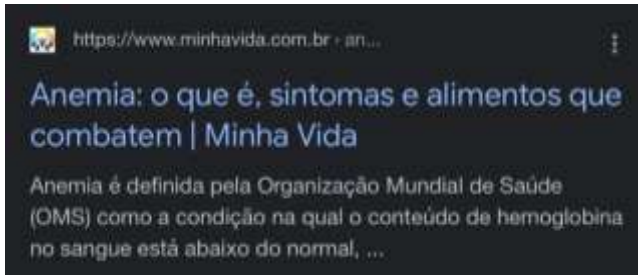 https://www.minhavida.com.br › an...
Anemia: o que é, sintomas e alimentos que
combatem | Minha Vida
Anemia é definida pela Organização Mundial de Saúde
(OMS) como a condição na qual o conteúdo de hemoglobina
no sangue está abaixo do normal, ...